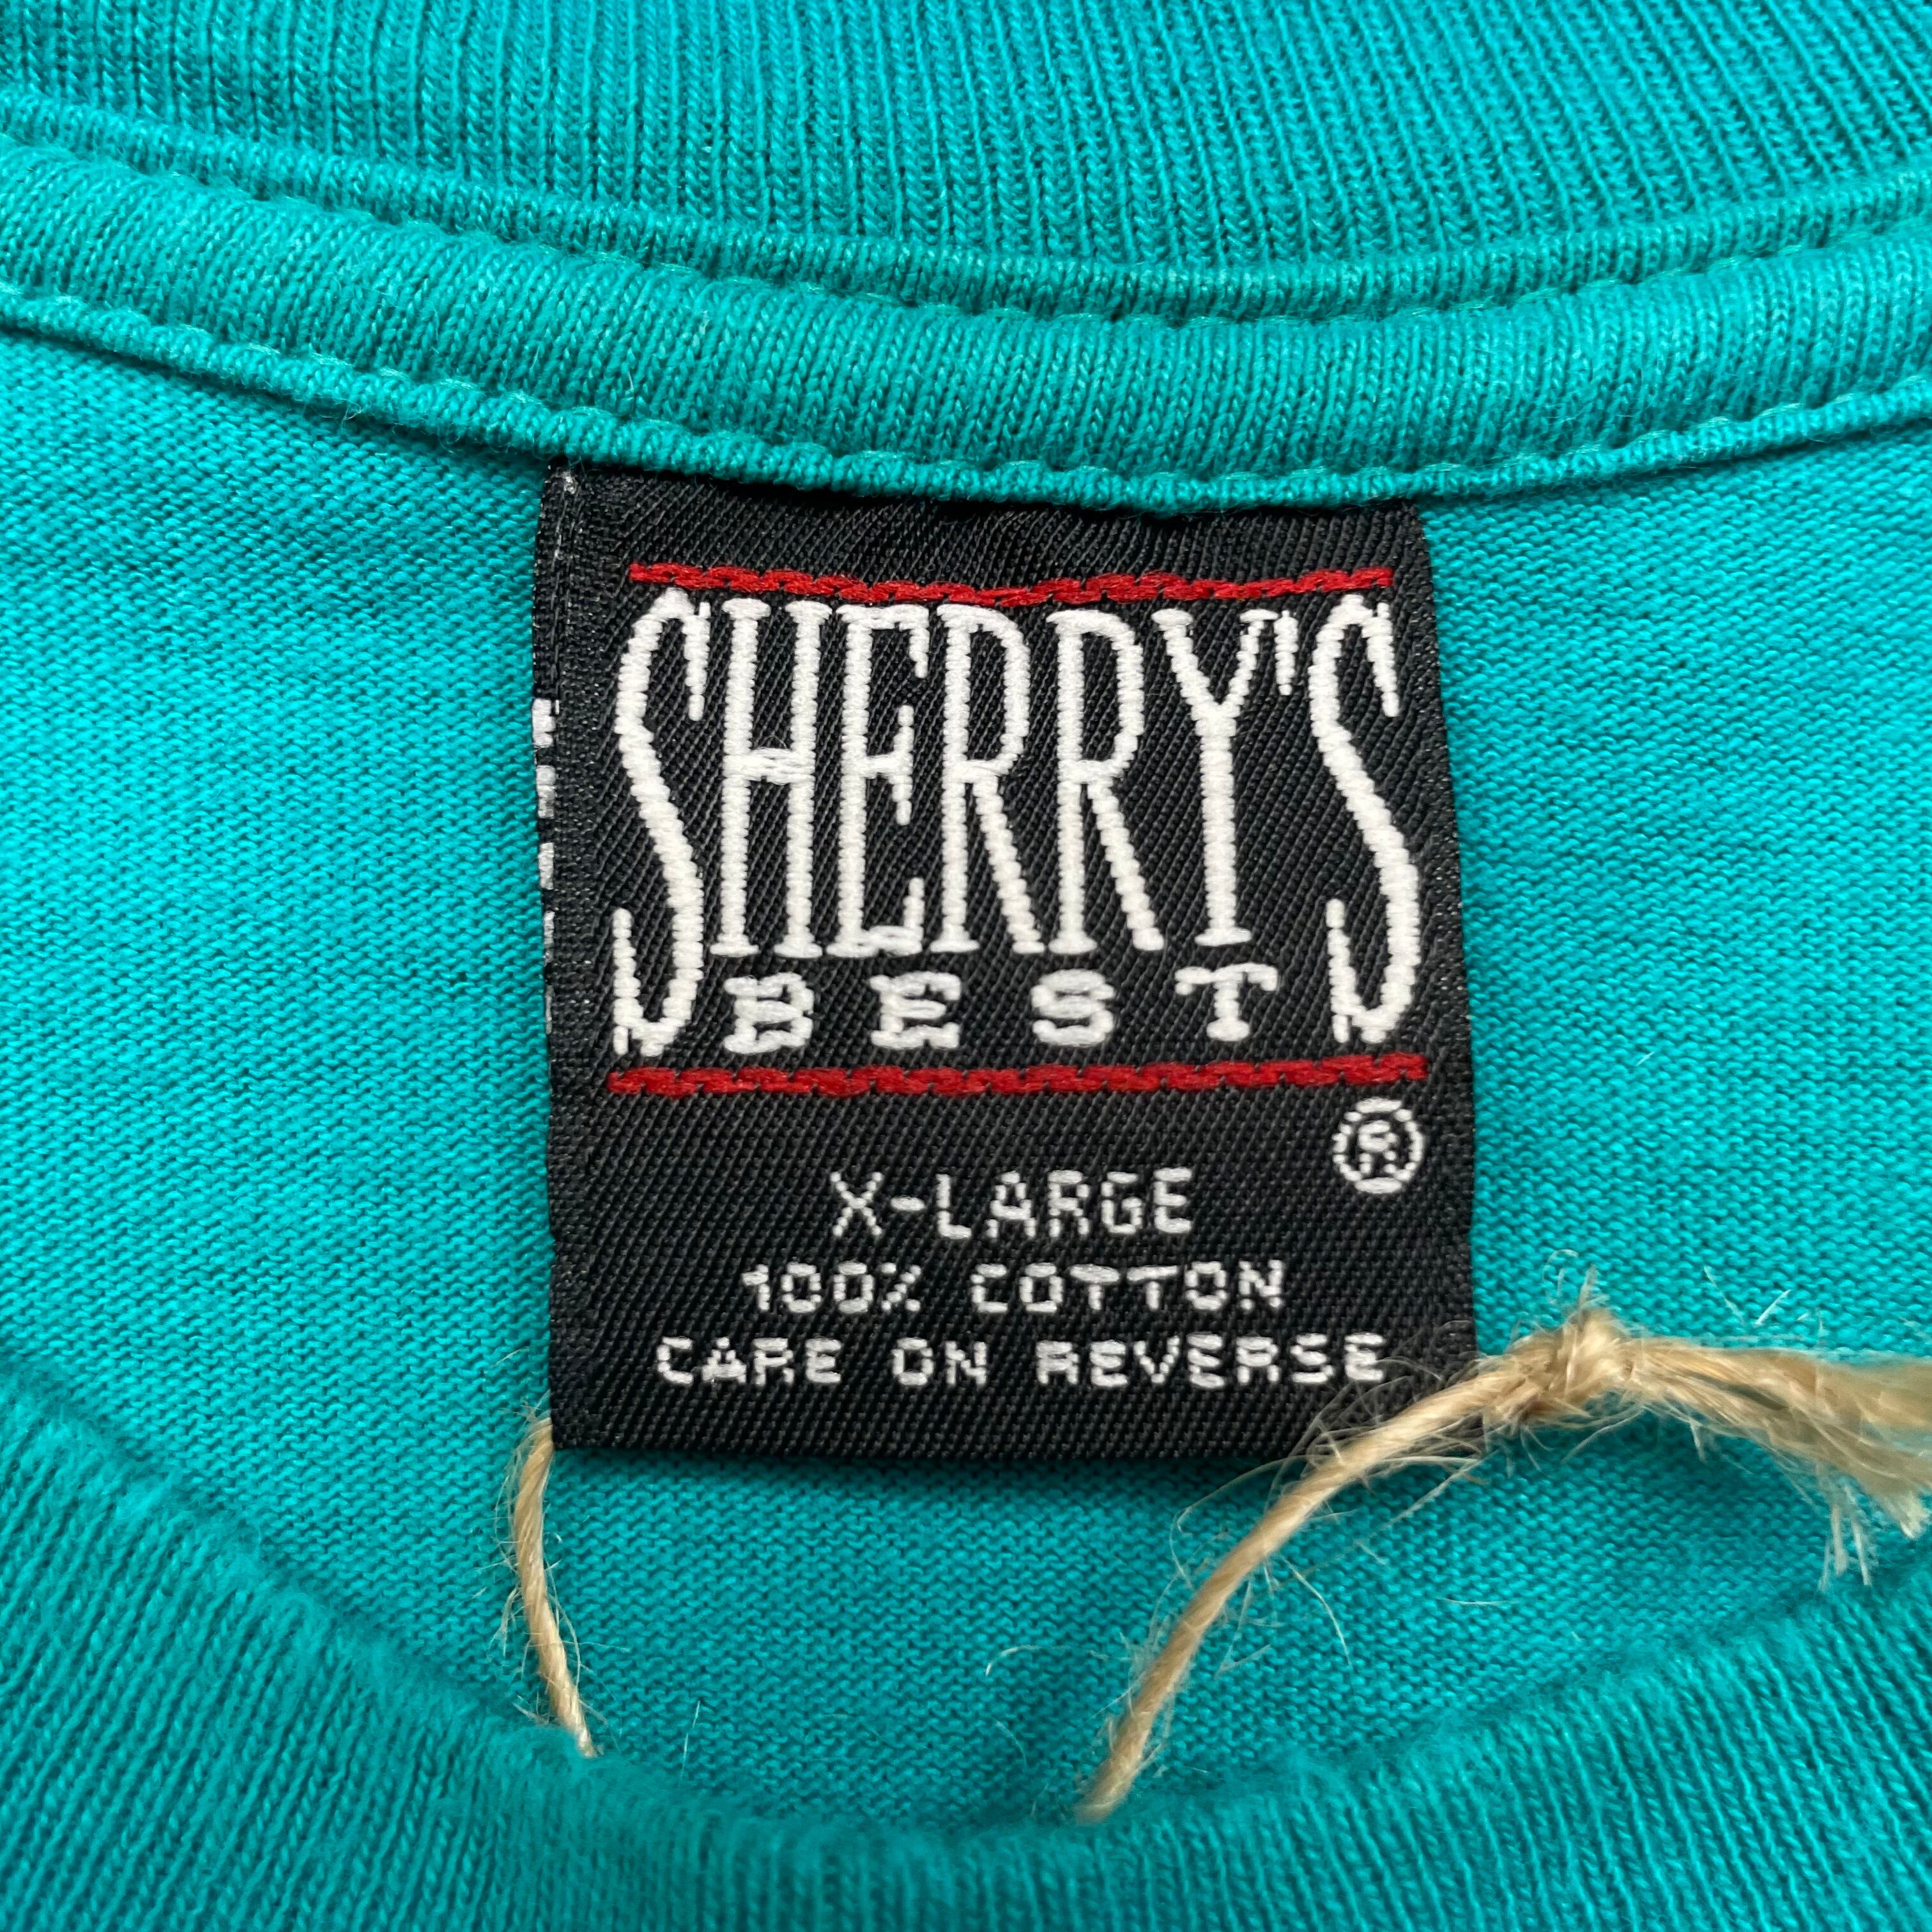 SHERRY'S
BEST
®
X-LARGE
100% COTTON
CARE ON REVERSE